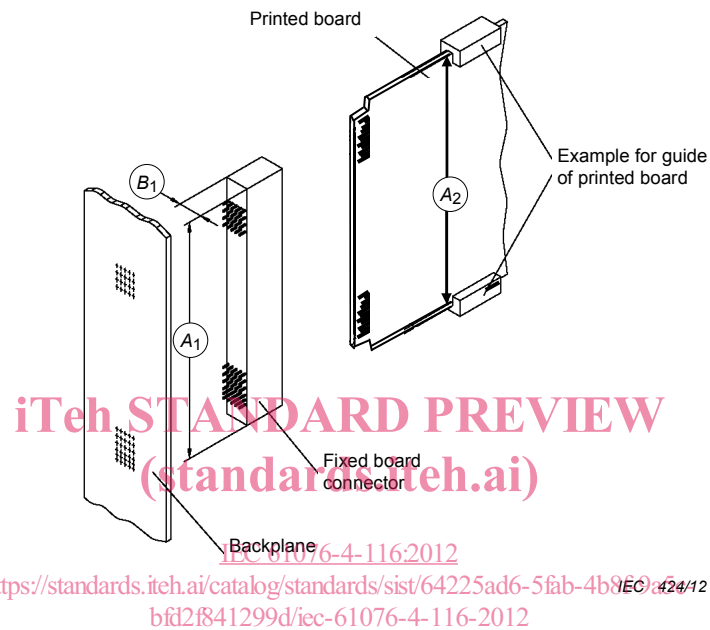 Printed board
Example for guide
of printed board
B1
A2
A1
iTeh STANDARD PREVIEW
(standards.iteh.ai)
Fixed board
connector
Backplane
IEC 61076-4-116:2012
ttps://standards.iteh.ai/catalog/standards/sist/64225ad6-5fab-4b8f-9a5e-
IEC 424/12
bfd2f841299d/iec-61076-4-116-2012